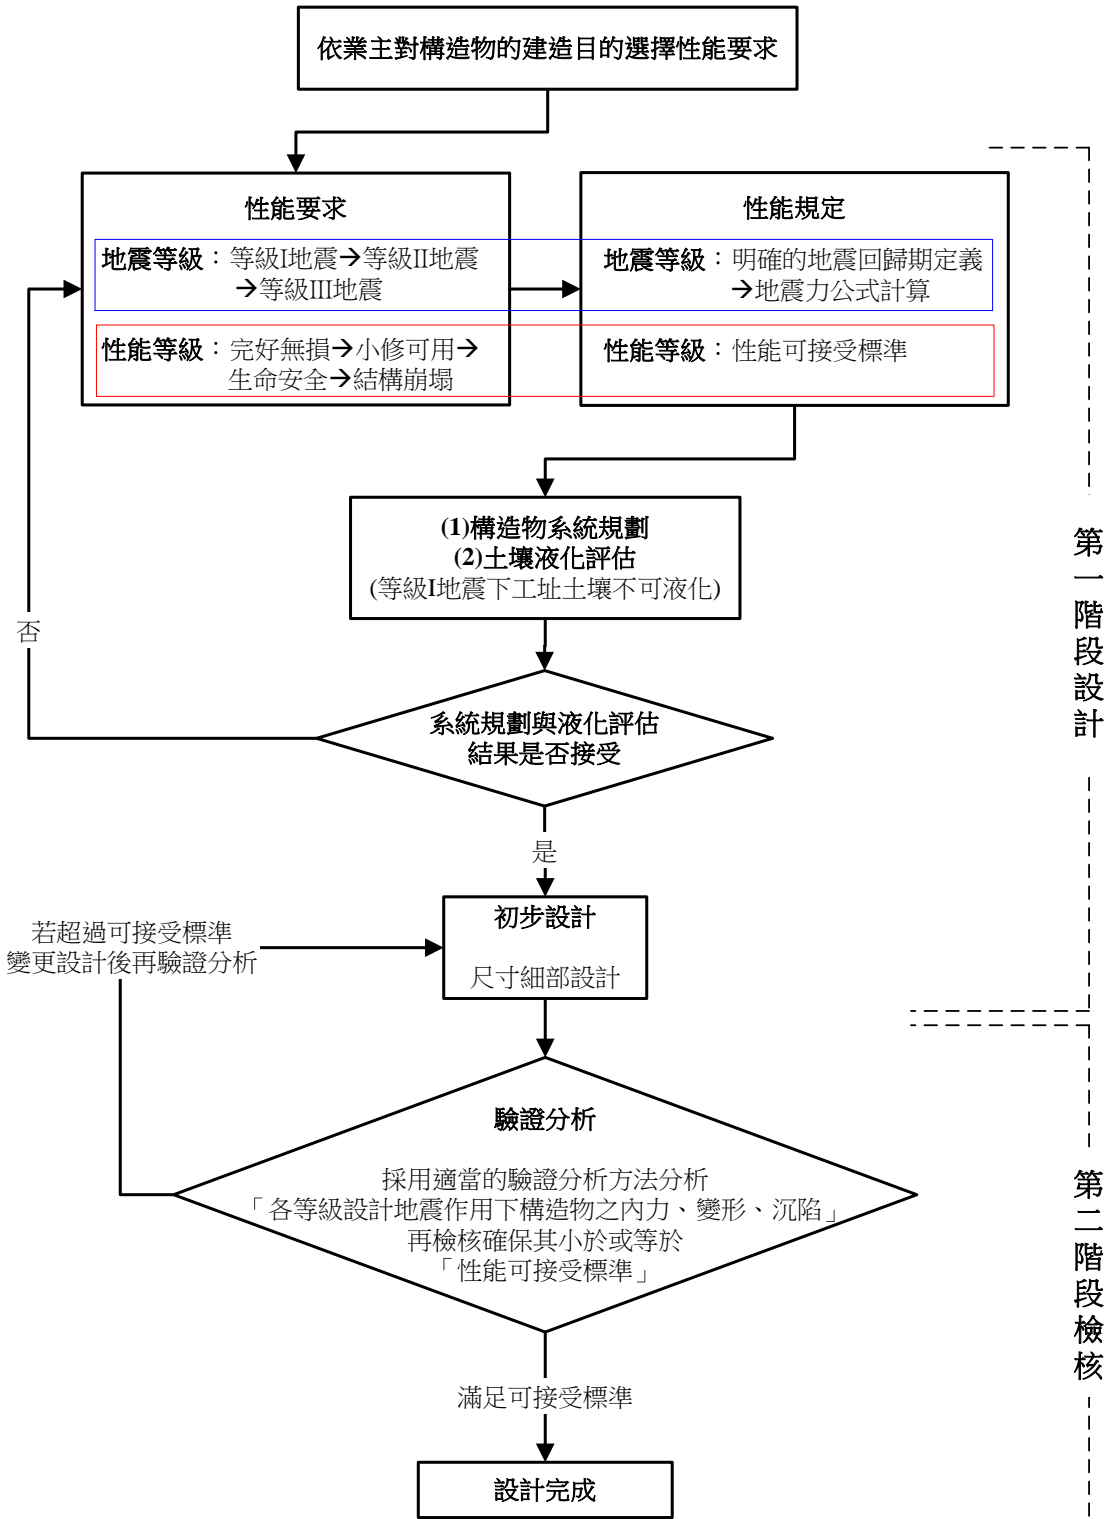 依業主對構造物的建造目的選擇性能要求
性能要求
地震等級：等級I地震→等級II地震
→等級III地震
性能等級：完好無損→小修可用→
生命安全→結構崩塌
性能規定
地震等級：明確的地震回歸期定義
→地震力公式計算
性能等級：性能可接受標準
(1)構造物系統規劃
(2)土壤液化評估
(等級I地震下工址土壤不可液化)
否
系統規劃與液化評估
結果是否接受
第一階段設計
是
初步設計
尺寸細部設計
若超過可接受標準
變更設計後再驗證分析
驗證分析
採用適當的驗證分析方法分析
「各等級設計地震作用下構造物之內力、變形、沉陷」
再檢核確保其小於或等於
「性能可接受標準」
第二階段檢核
滿足可接受標準
設計完成